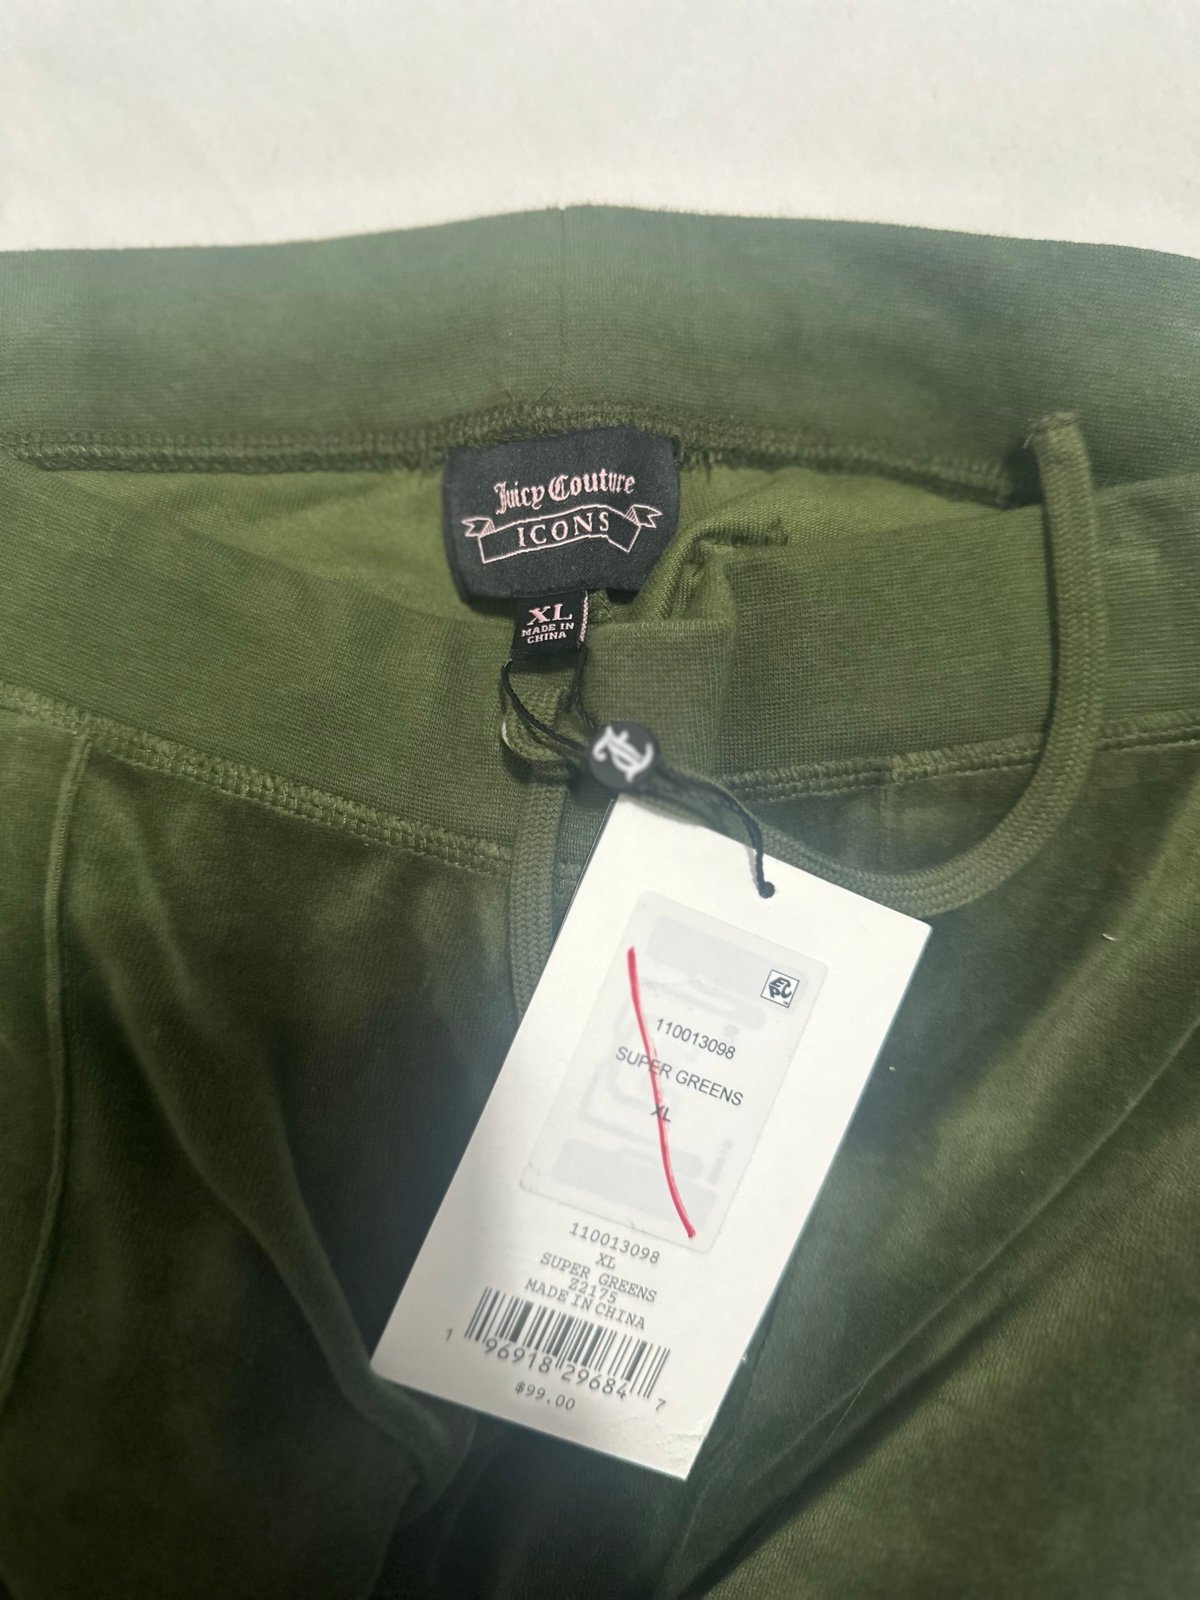 Juicy Couture
ICONS
XL
MADE IN
CHINA
JC
110013098
SUPER GREENS
XL
110013098
XL
SUPER GREENS
Z2175
MADE IN CHINA
1 96918 29684 7
$99.00